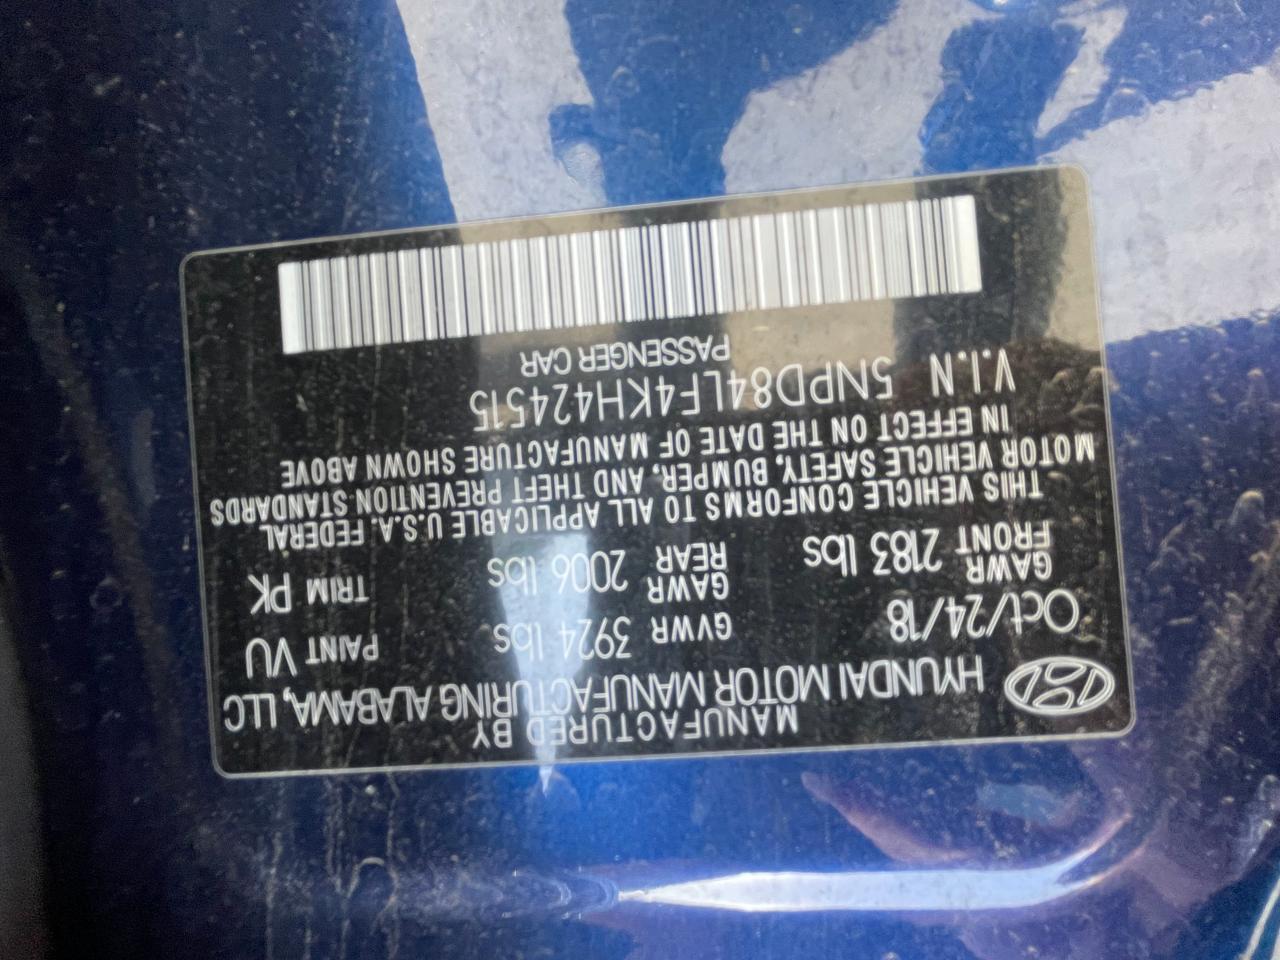 MANUFACTURED BY
HYUNDAI MOTOR MANUFACTURING ALABAMA, LLC
Oct/24/18 GVWR 3924 lbs PAINT VU
GAWR FRONT 2183 lbs GAWR REAR 2006 lbs TRIM PK
THIS VEHICLE CONFORMS TO ALL APPLICABLE U.S.A. FEDERAL
MOTOR VEHICLE SAFETY, BUMPER, AND THEFT PREVENTION STANDARDS
IN EFFECT ON THE DATE OF MANUFACTURE SHOWN ABOVE
V.I.N 5NPD84LF4KH424515
PASSENGER CAR